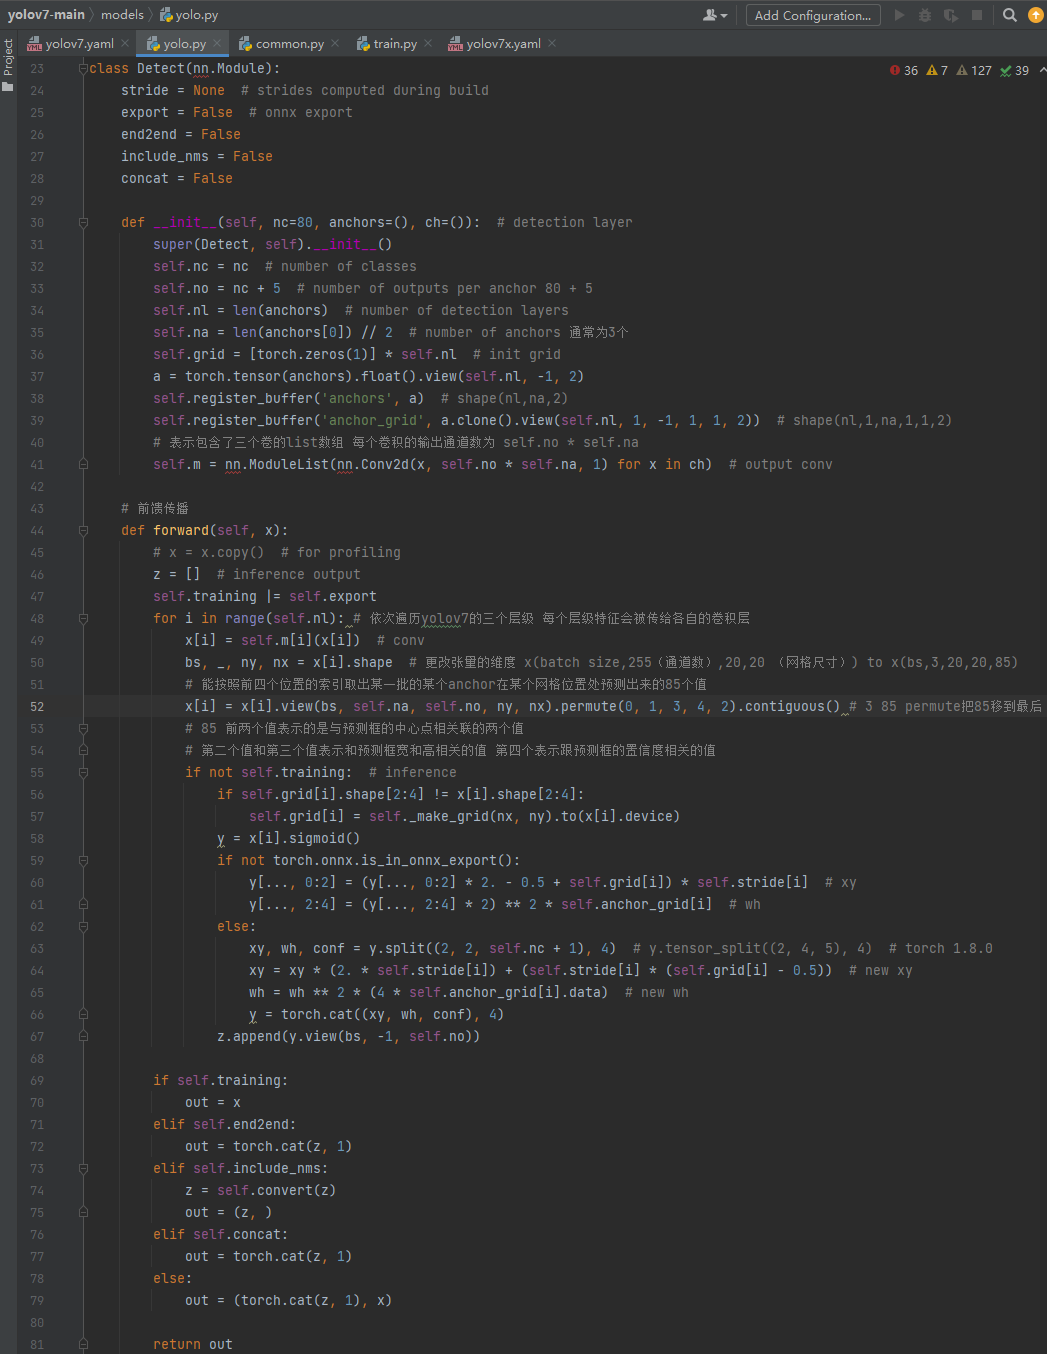 yolov7-main › models › yolo.py
Add Configuration...
yolov7.yaml
yolo.py
common.py
train.py
yolov7x.yaml
Project
36 7 127 39
23 class Detect(nn.Module):
24     stride = None  # strides computed during build
25     export = False  # onnx export
26     end2end = False
27     include_nms = False
28     concat = False
29
30     def __init__(self, nc=80, anchors=(), ch=()):  # detection layer
31         super(Detect, self).__init__()
32         self.nc = nc  # number of classes
33         self.no = nc + 5  # number of outputs per anchor 80 + 5
34         self.nl = len(anchors)  # number of detection layers
35         self.na = len(anchors[0]) // 2  # number of anchors 通常为3个
36         self.grid = [torch.zeros(1)] * self.nl  # init grid
37         a = torch.tensor(anchors).float().view(self.nl, -1, 2)
38         self.register_buffer('anchors', a)  # shape(nl,na,2)
39         self.register_buffer('anchor_grid', a.clone().view(self.nl, 1, -1, 1, 1, 2))  # shape(nl,1,na,1,1,2)
40         # 表示包含了三个卷的list数组 每个卷积的输出通道数为 self.no * self.na
41         self.m = nn.ModuleList(nn.Conv2d(x, self.no * self.na, 1) for x in ch)  # output conv
42
43     # 前馈传播
44     def forward(self, x):
45         # x = x.copy()  # for profiling
46         z = []  # inference output
47         self.training |= self.export
48         for i in range(self.nl): # 依次遍历yolov7的三个层级 每个层级特征会被传给各自的卷积层
49             x[i] = self.m[i](x[i])  # conv
50             bs, _, ny, nx = x[i].shape  # 更改张量的维度 x(batch size,255（通道数）,20,20 （网格尺寸）) to x(bs,3,20,20,85)
51             # 能按照前四个位置的索引取出某一批的某个anchor在某个网格位置处预测出来的85个值
52             x[i] = x[i].view(bs, self.na, self.no, ny, nx).permute(0, 1, 3, 4, 2).contiguous() # 3 85 permute把85移到最后
53             # 85 前两个值表示的是与预测框的中心点相关联的两个值
54             # 第二个值和第三个值表示和预测框宽和高相关的值 第四个表示跟预测框的置信度相关的值
55             if not self.training:  # inference
56                 if self.grid[i].shape[2:4] != x[i].shape[2:4]:
57                     self.grid[i] = self._make_grid(nx, ny).to(x[i].device)
58                 y = x[i].sigmoid()
59                 if not torch.onnx.is_in_onnx_export():
60                     y[..., 0:2] = (y[..., 0:2] * 2. - 0.5 + self.grid[i]) * self.stride[i]  # xy
61                     y[..., 2:4] = (y[..., 2:4] * 2) ** 2 * self.anchor_grid[i]  # wh
62                 else:
63                     xy, wh, conf = y.split((2, 2, self.nc + 1), 4)  # y.tensor_split((2, 4, 5), 4)  # torch 1.8.0
64                     xy = xy * (2. * self.stride[i]) + (self.stride[i] * (self.grid[i] - 0.5))  # new xy
65                     wh = wh ** 2 * (4 * self.anchor_grid[i].data)  # new wh
66                     y = torch.cat((xy, wh, conf), 4)
67                 z.append(y.view(bs, -1, self.no))
68
69         if self.training:
70             out = x
71         elif self.end2end:
72             out = torch.cat(z, 1)
73         elif self.include_nms:
74             z = self.convert(z)
75             out = (z, )
76         elif self.concat:
77             out = torch.cat(z, 1)
78         else:
79             out = (torch.cat(z, 1), x)
80
81         return out